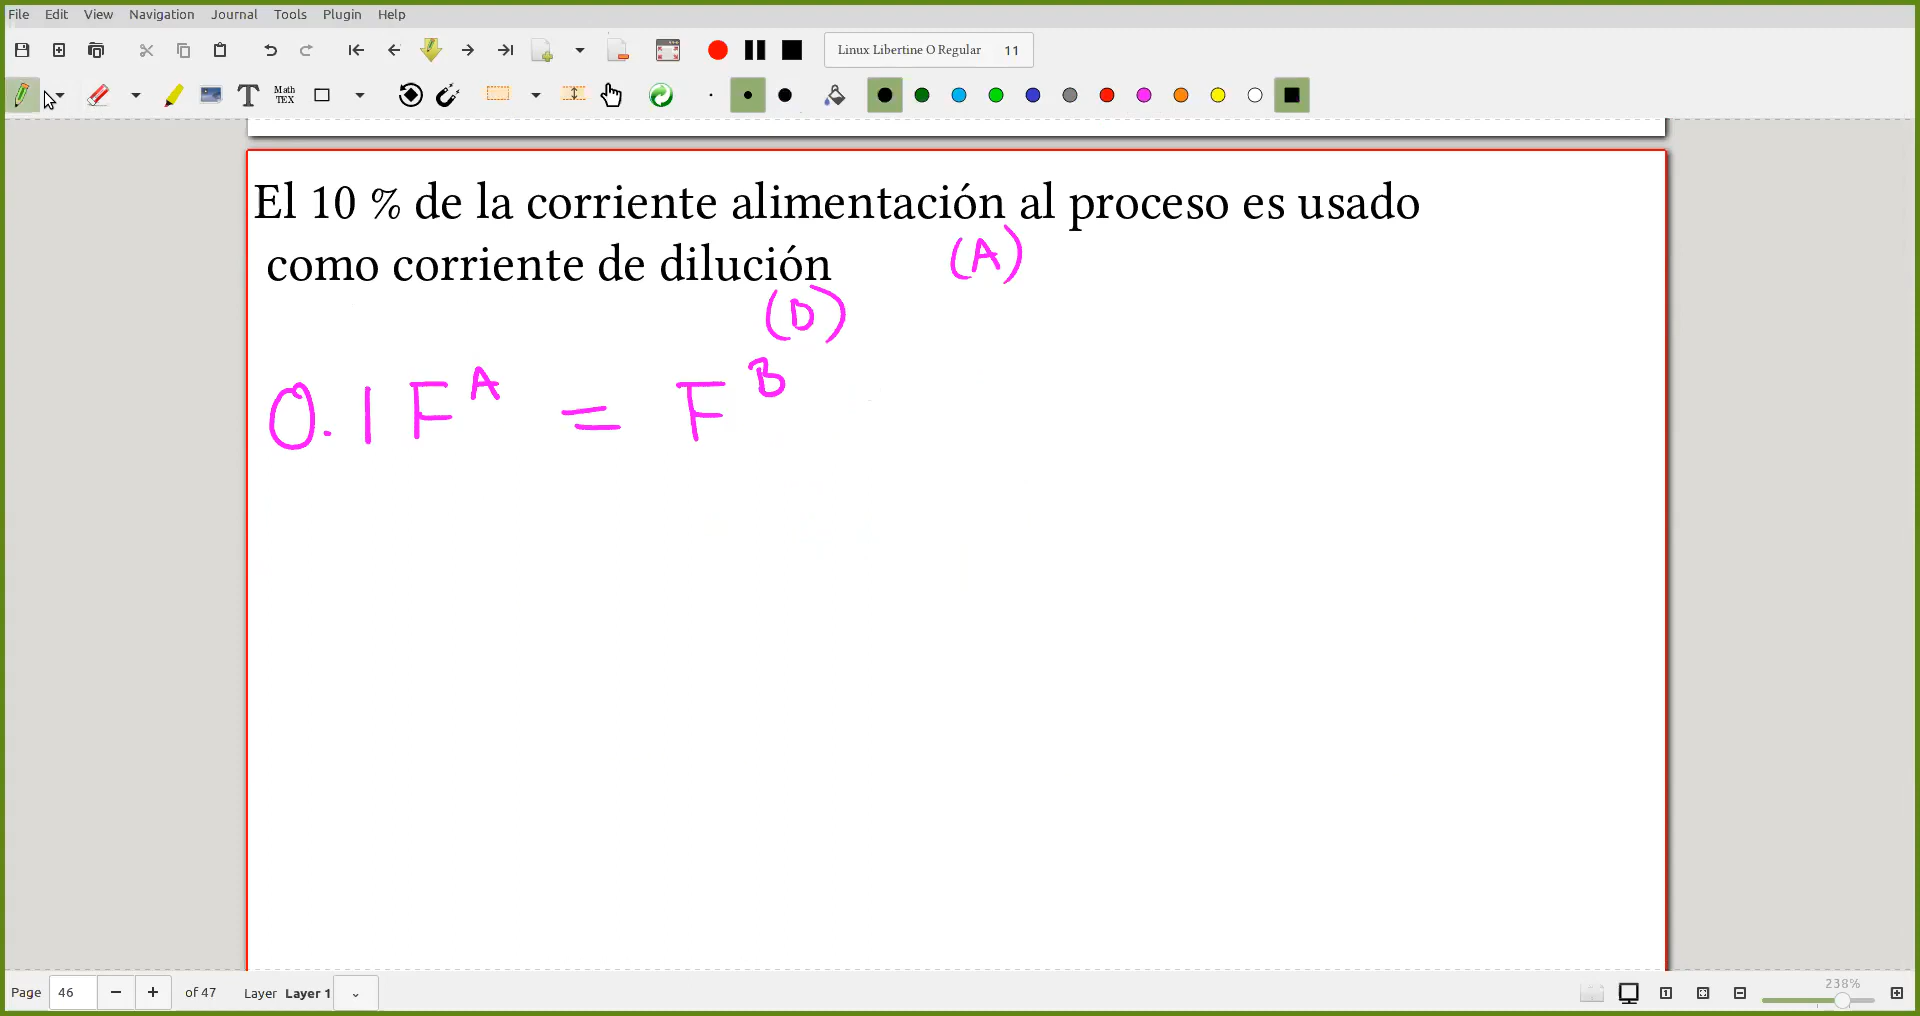 File Edit View Navigation Journal Tools Plugin Help
Linux Libertine O Regular 11
T Math TEX
El 10 % de la corriente alimentación al proceso es usado
(A)
como corriente de dilución
(D)
0.1 F^A = F^B
Page 46 − + of 47 Layer Layer 1 238%